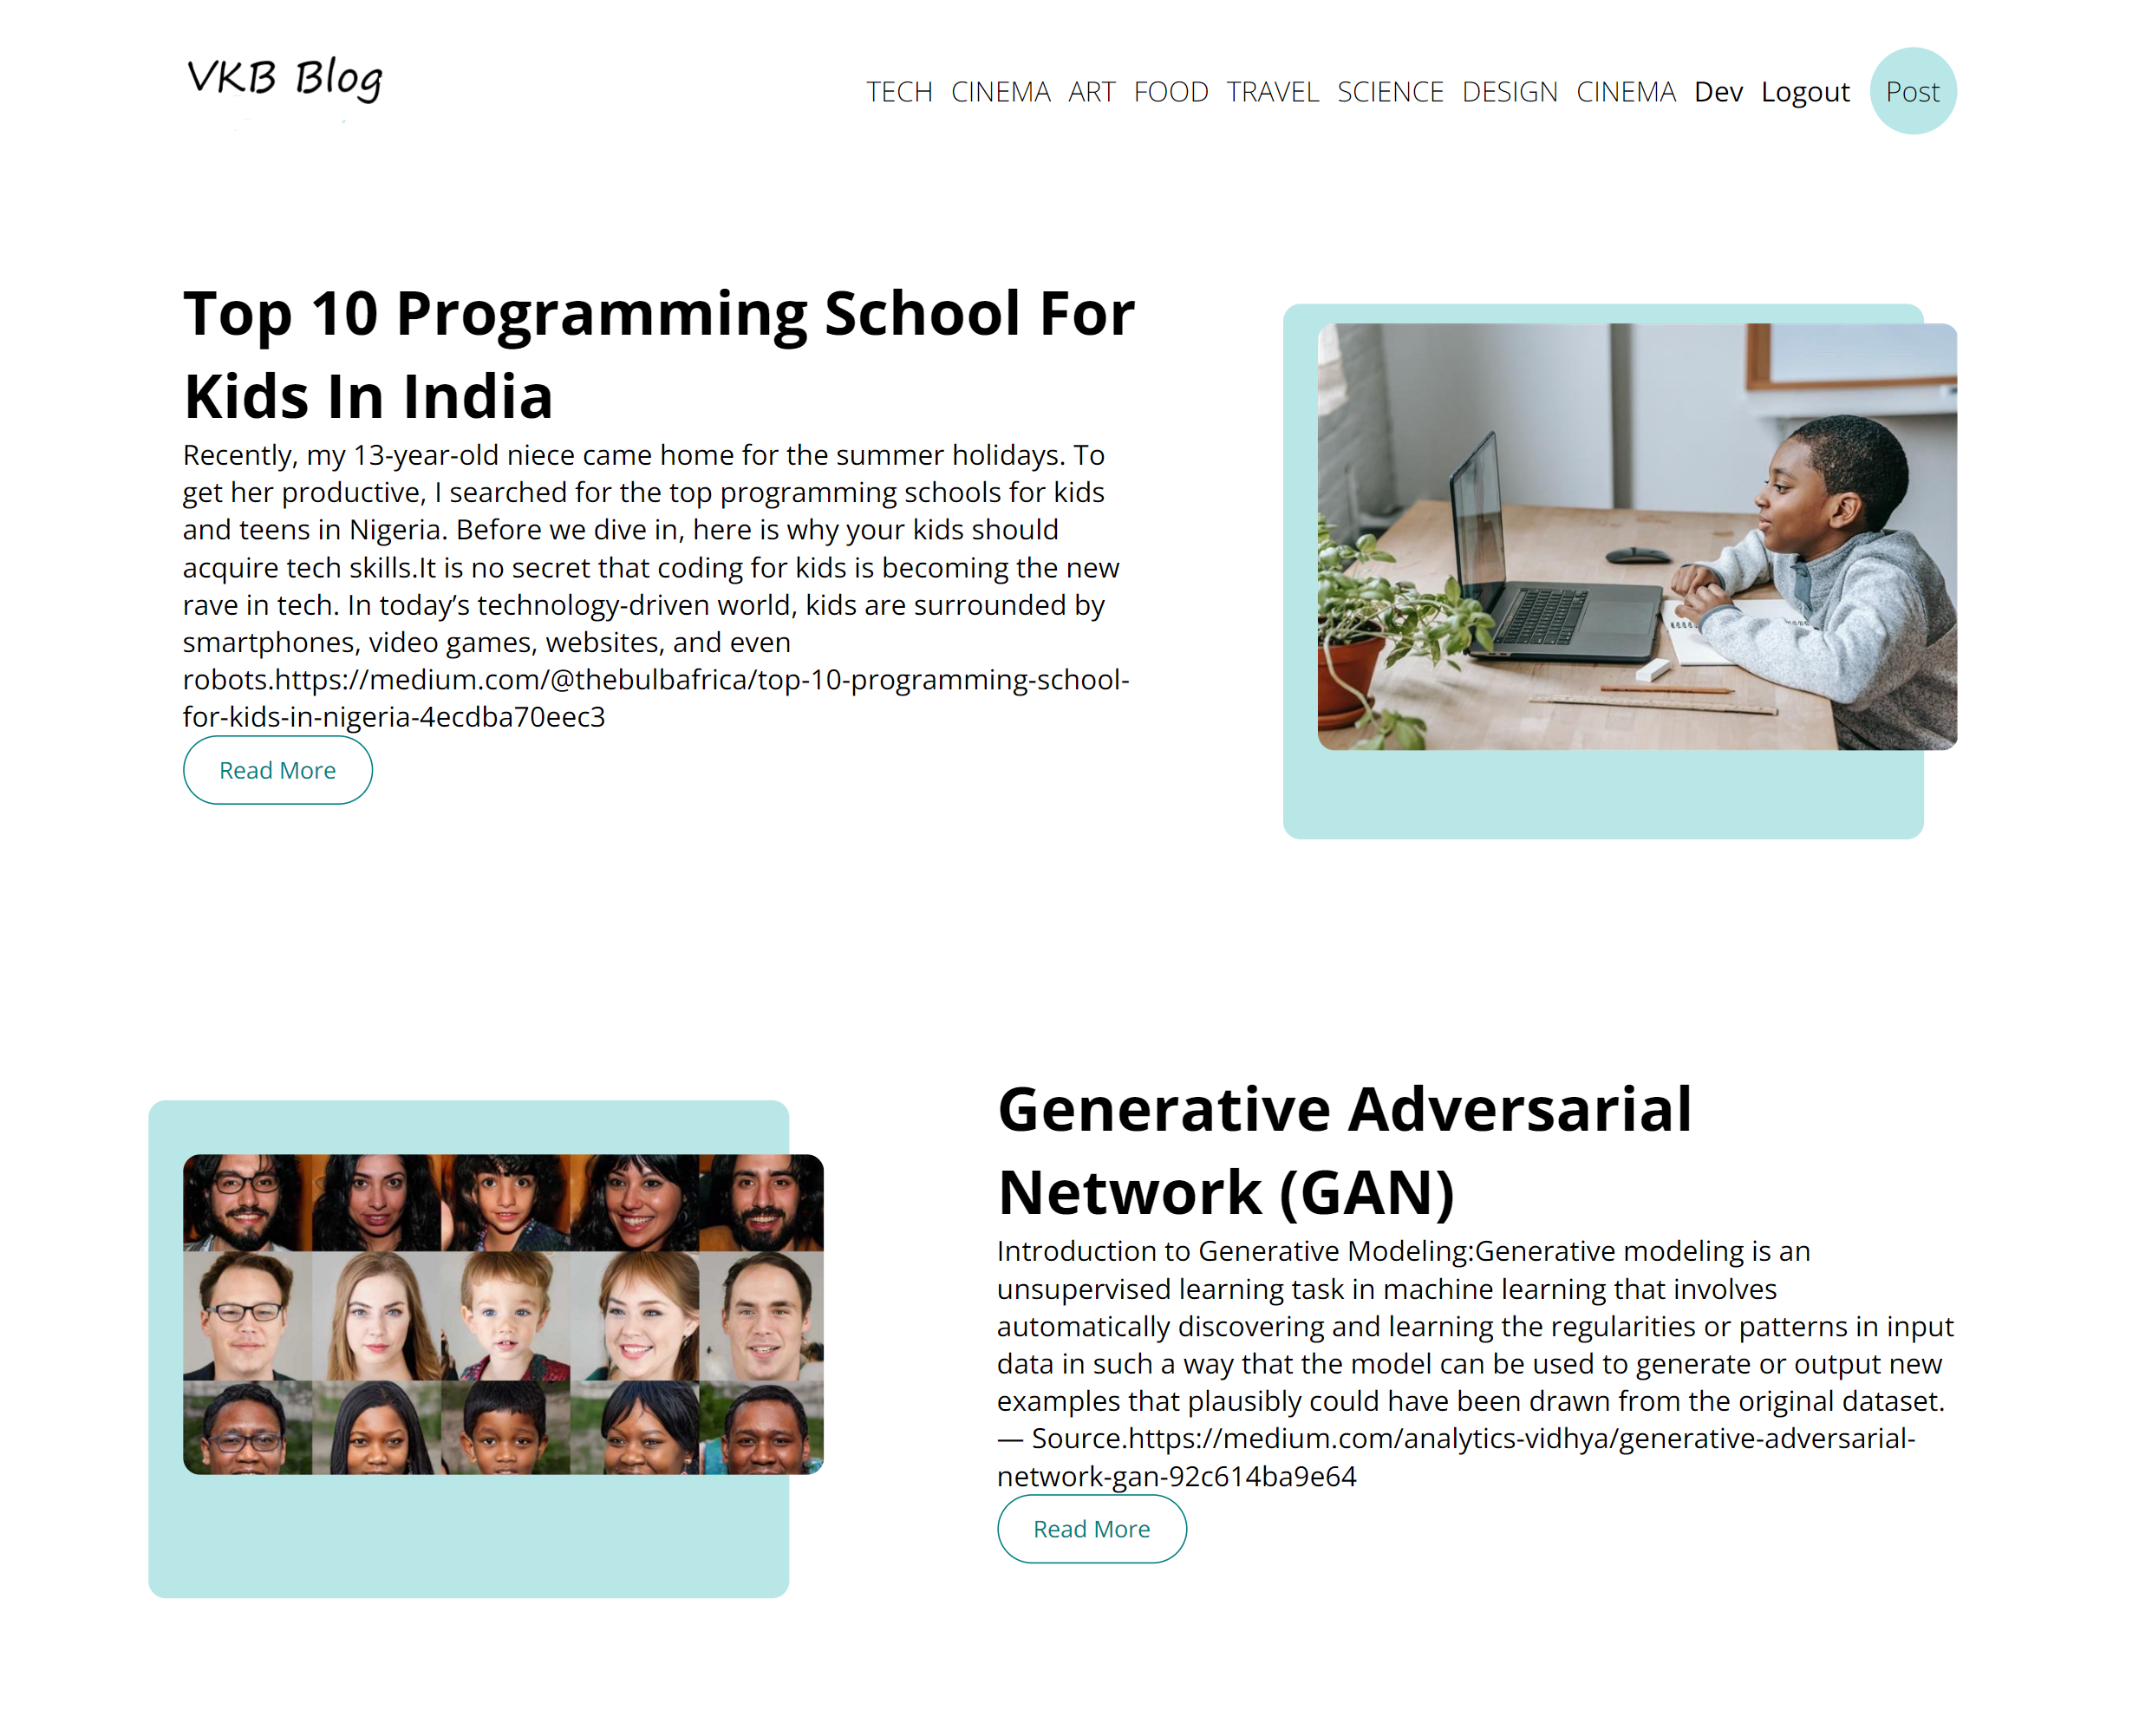 VKB Blog
TECH CINEMA ART FOOD TRAVEL SCIENCE DESIGN CINEMA Dev Logout Post
Top 10 Programming School For
Kids In India
Recently, my 13-year-old niece came home for the summer holidays. To
get her productive, I searched for the top programming schools for kids
and teens in Nigeria. Before we dive in, here is why your kids should
acquire tech skills.It is no secret that coding for kids is becoming the new
rave in tech. In today’s technology-driven world, kids are surrounded by
smartphones, video games, websites, and even
robots.https://medium.com/@thebulbafrica/top-10-programming-school-
for-kids-in-nigeria-4ecdba70eec3
Read More
Generative Adversarial
Network (GAN)
Introduction to Generative Modeling:Generative modeling is an
unsupervised learning task in machine learning that involves
automatically discovering and learning the regularities or patterns in input
data in such a way that the model can be used to generate or output new
examples that plausibly could have been drawn from the original dataset.
— Source.https://medium.com/analytics-vidhya/generative-adversarial-
network-gan-92c614ba9e64
Read More